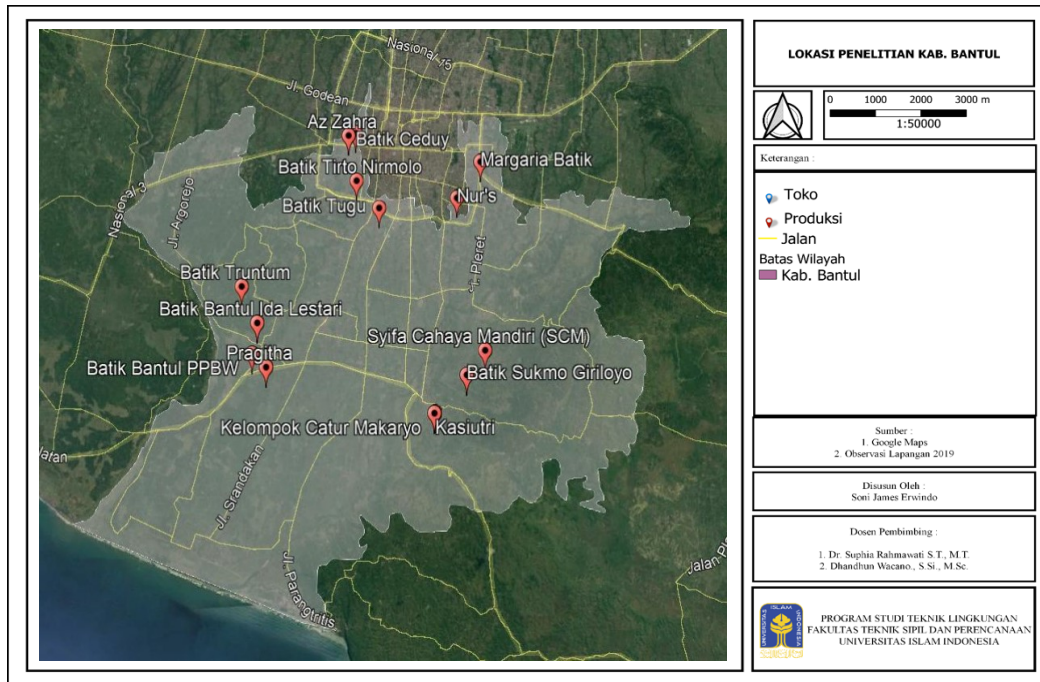 Nasional 15
Jl. Godean
Az Zahra
Batik Ceduy
Batik Tirto Nirmolo
Margaria Batik
Batik Tugu
Nur's
Nasional 3
Jl. Argorejo
Jl. Pleret
Batik Truntum
Batik Bantul Ida Lestari
Syifa Cahaya Mandiri (SCM)
Pragitha
Batik Bantul PPBW
Batik Sukmo Giriloyo
Kelompok Catur Makaryo
Kasiutri
latan
Jl. Srandakan
Jl. Parangtritis
LOKASI PENELITIAN KAB. BANTUL
0 1000 2000 3000 m
1:50000
Keterangan :
Toko
Produksi
Jalan
Batas Wilayah
Kab. Bantul
Sumber :
1. Google Maps
2. Observasi Lapangan 2019
Disusun Oleh :
Soni James Erwindo
Dosen Pembimbing :
1. Dr. Suphia Rahmawati S.T., M.T.
2. Dhandhun Wacano., S.Si., M.Sc.
ISLAM
UNIVERSITAS
INDONESIA
PROGRAM STUDI TEKNIK LINGKUNGAN
FAKULTAS TEKNIK SIPIL DAN PERENCANAAN
UNIVERSITAS ISLAM INDONESIA